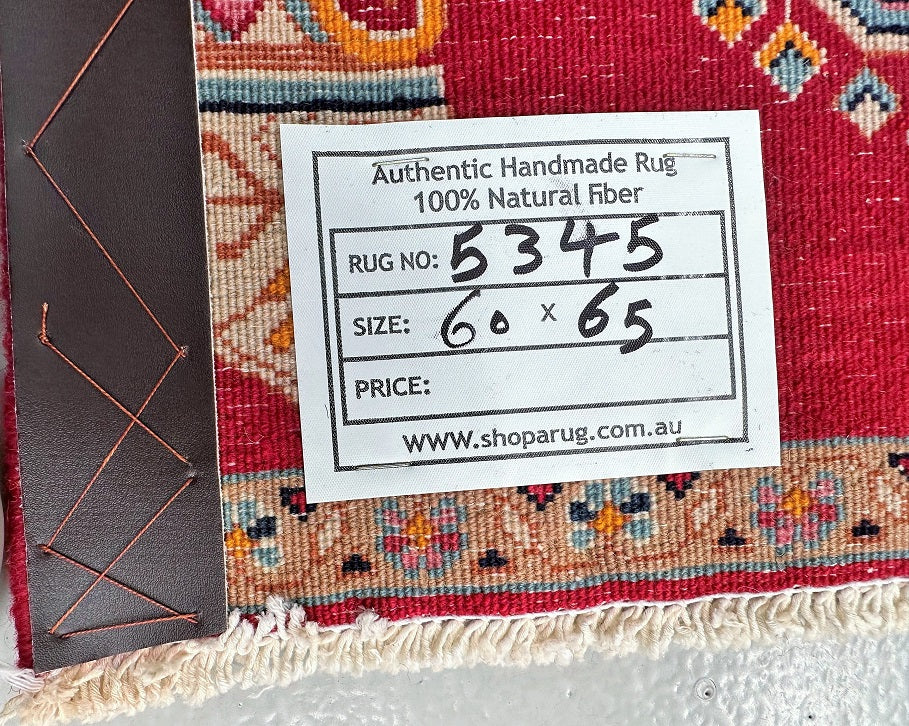 Authentic Handmade Rug
100% Natural Fiber
RUG NO: 5345
SIZE: 60 x 65
PRICE:
WWW.shoparug.com.au